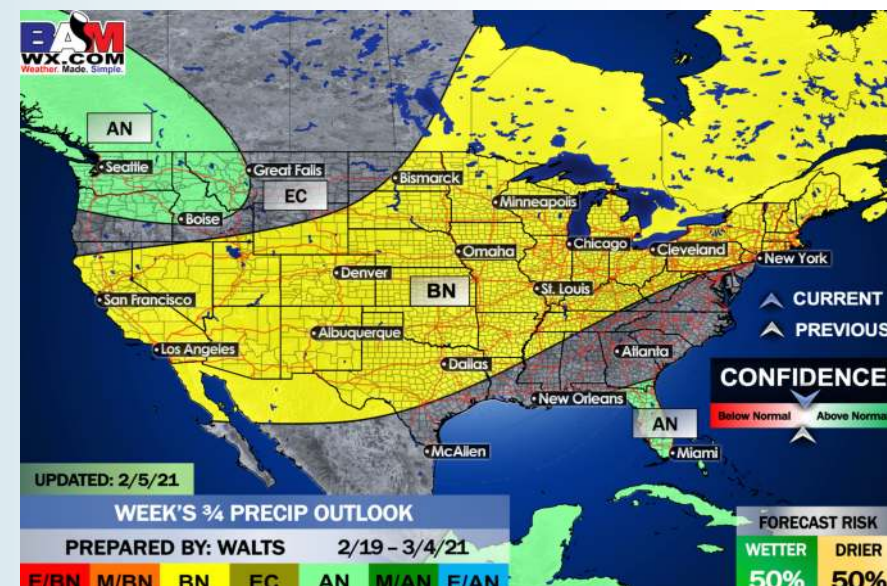 BAM
WX.COM
Weather. Made. Simple.
AN
Seattle
Great Falls
Bismarck
EC
Boise
Minneapolis
Chicago
Cleveland
New York
Omaha
Denver
BN
St. Louis
San Francisco
CURRENT
Albuquerque
PREVIOUS
Los Angeles
Atlanta
Dallas
CONFIDENCE
New Orleans
Below Normal
Above Norma
AN
McAllen
Miami
UPDATED: 2/5/21
WEEK'S ¾ PRECIP OUTLOOK
FORECAST RISK
PREPARED BY: WALTS 2/19 – 3/4/21
WETTER DRIER
F/BN M/BN BN EC AN M/AN F/AN
50% 50%